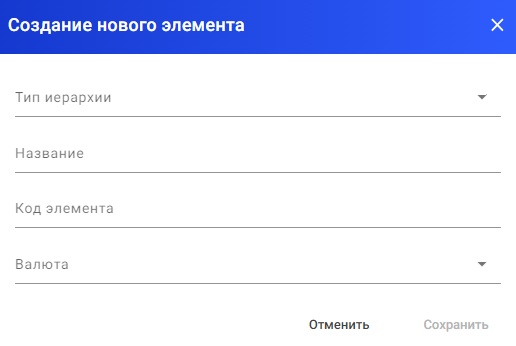 Создание нового элемента
Тип иерархии
Название
Код элемента
Валюта
Отменить Сохранить